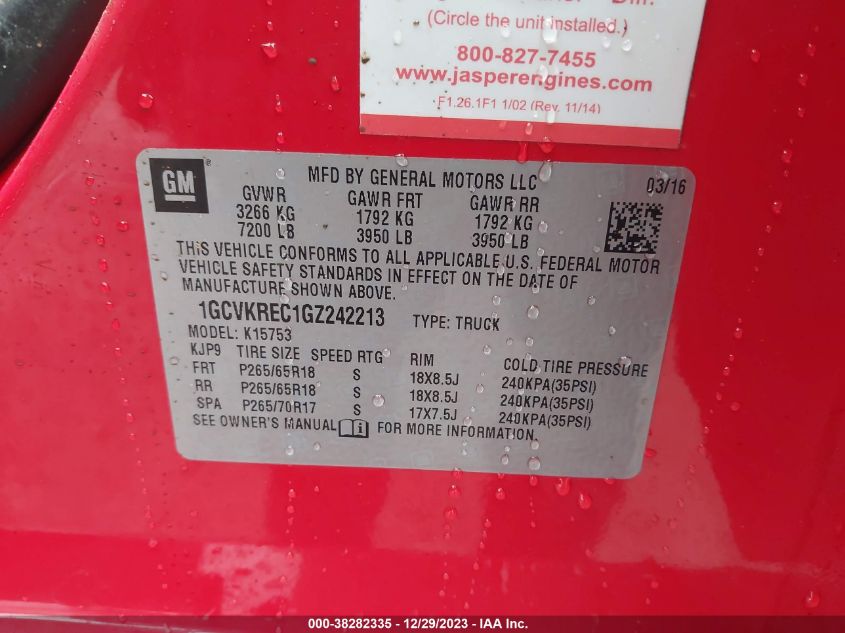 (Circle the unit installed.)
800-827-7455
www.jasperengines.com
F1.26.1F1 1/02 (Rev. 11/14)
GM
MFD BY GENERAL MOTORS LLC 03/16
GVWR GAWR FRT GAWR RR
3266 KG 1792 KG 1792 KG
7200 LB 3950 LB 3950 LB
THIS VEHICLE CONFORMS TO ALL APPLICABLE U.S. FEDERAL MOTOR
VEHICLE SAFETY STANDARDS IN EFFECT ON THE DATE OF
MANUFACTURE SHOWN ABOVE.
1GCVKREC1GZ242213 TYPE: TRUCK
MODEL: K15753
KJP9 TIRE SIZE SPEED RTG RIM COLD TIRE PRESSURE
FRT P265/65R18 S 18X8.5J 240KPA(35PSI)
RR P265/65R18 S 18X8.5J 240KPA(35PSI)
SPA P265/70R17 S 17X7.5J 240KPA(35PSI)
SEE OWNER'S MANUAL FOR MORE INFORMATION.
000-38282335 - 12/29/2023 - IAA Inc.